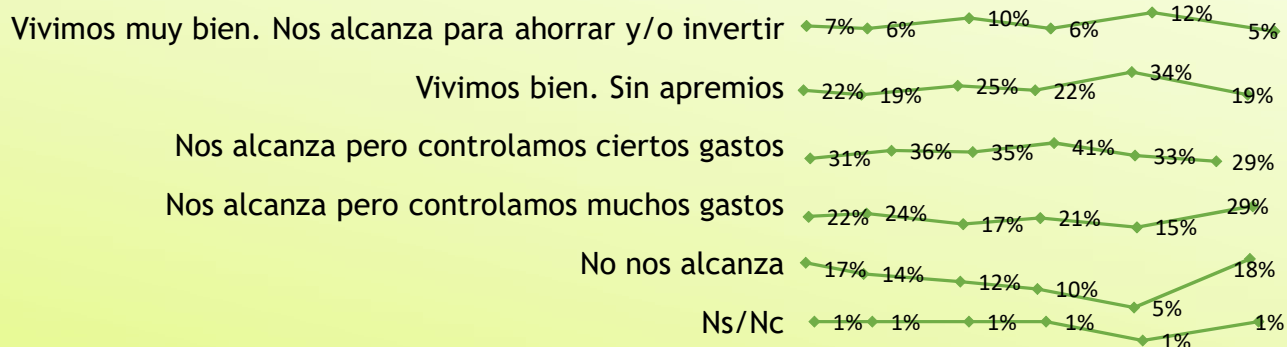 Vivimos muy bien. Nos alcanza para ahorrar y/o invertir 7% 6% 10% 6% 12% 5%
Vivimos bien. Sin apremios 22% 19% 25% 22% 34% 19%
Nos alcanza pero controlamos ciertos gastos 31% 36% 35% 41% 33% 29%
Nos alcanza pero controlamos muchos gastos 22% 24% 17% 21% 15% 29%
No nos alcanza 17% 14% 12% 10% 5% 18%
Ns/Nc 1% 1% 1% 1% 1% 1%